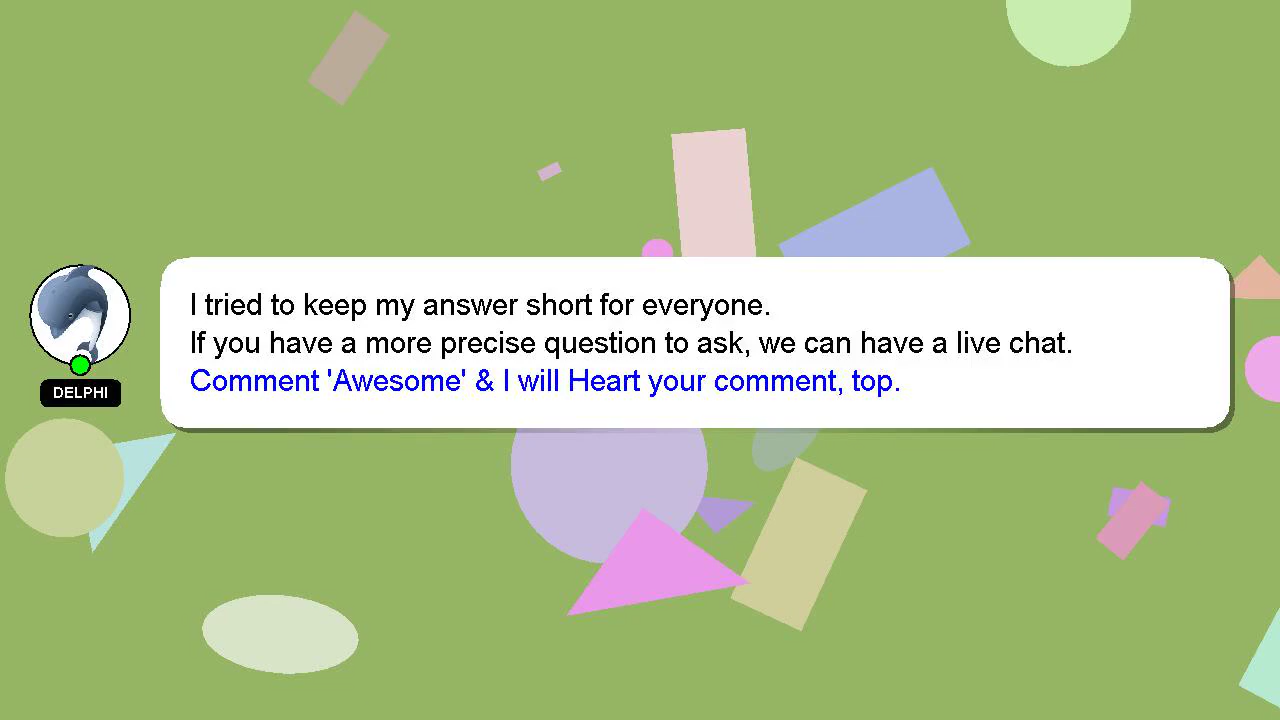 I tried to keep my answer short for everyone.
If you have a more precise question to ask, we can have a live chat.
Comment 'Awesome' & I will Heart your comment, top.
DELPHI